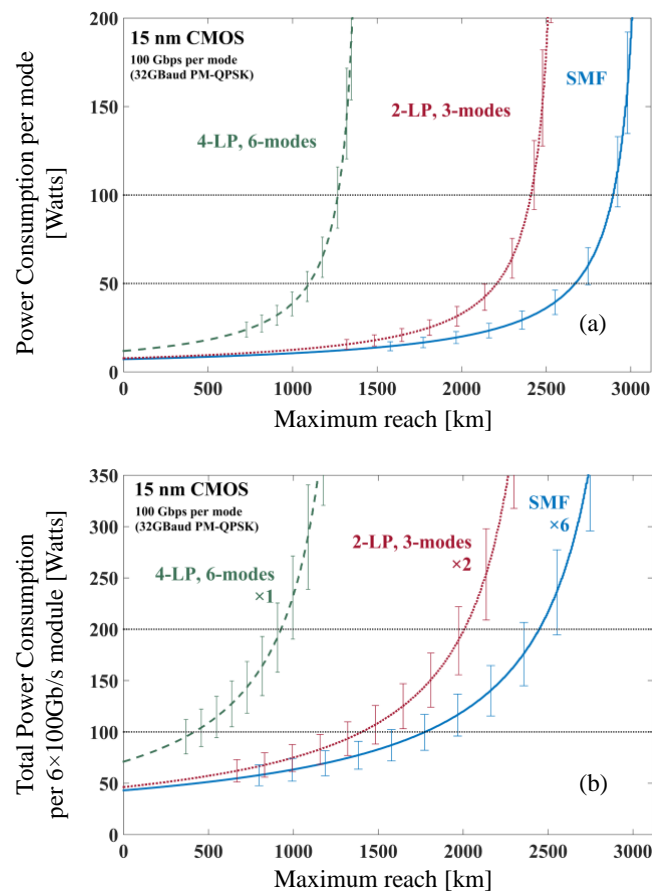 200
150
100
50
0
Power Consumption per mode
[Watts]
15 nm CMOS
100 Gbps per mode
(32GBaud PM-QPSK)
4-LP, 6-modes
2-LP, 3-modes
SMF
(a)
0 500 1000 1500 2000 2500 3000
Maximum reach [km]
350
300
250
200
150
100
50
0
Total Power Consumption
per 6×100Gb/s module [Watts]
15 nm CMOS
100 Gbps per mode
(32GBaud PM-QPSK)
4-LP, 6-modes
×1
2-LP, 3-modes
×2
SMF
×6
(b)
0 500 1000 1500 2000 2500 3000
Maximum reach [km]